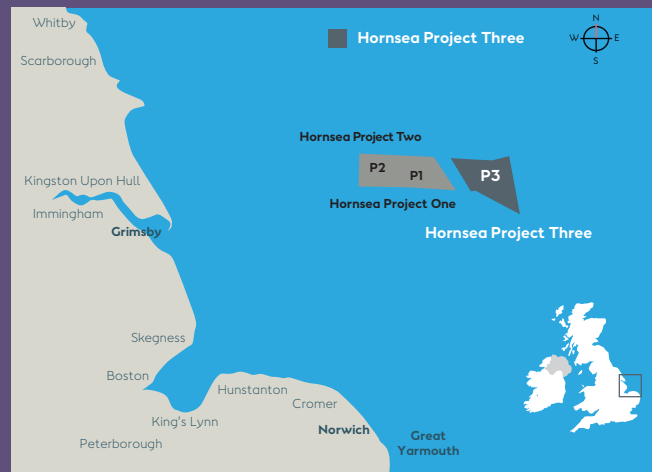 Whitby
N
Hornsea Project Three
W
E
Scarborough
S
Hornsea Project Two
P2
P1
P3
Kingston Upon Hull
Hornsea Project One
Immingham
Grimsby
Hornsea Project Three
Skegness
Boston
Hunstanton
Cromer
King's Lynn
Norwich
Great
Yarmouth
Peterborough